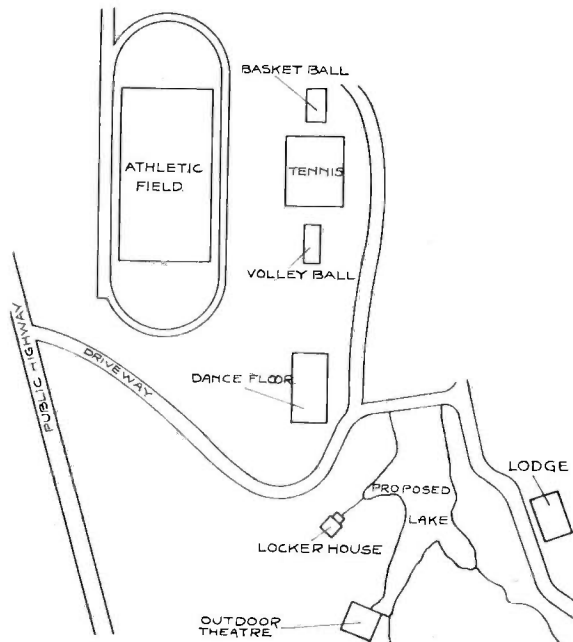 BASKET BALL
ATHLETIC
FIELD
TENNIS
VOLLEY BALL
PUBLIC HIGHWAY
DRIVEWAY
DANCE FLOOR
PROPOSED
LAKE
LODGE
LOCKER HOUSE
OUTDOOR
THEATRE